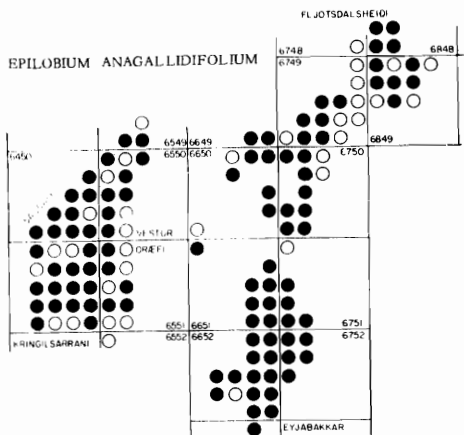 FLJOTSDALSHEIDI
6748
6848
6749
EPILOBIUM ANAGALLIDIFOLIUM
6549 6649
6849
6450
6550 6650
6750
VESTUR
ORÆFI
6551 6651
6751
KRINGILSARRANI
6552 6652
6752
EYJABAKKAR